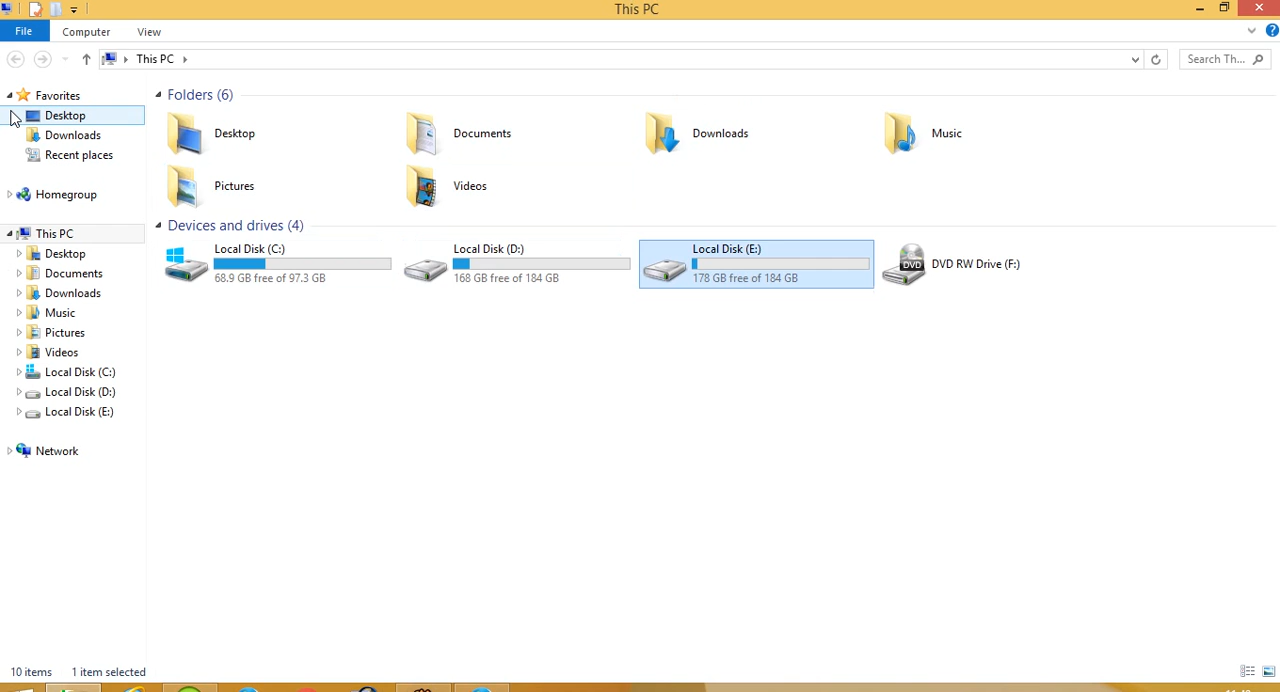 This PC
File Computer View
This PC
Search Th...
Favorites
Desktop
Downloads
Recent places
Homegroup
This PC
Desktop
Documents
Downloads
Music
Pictures
Videos
Local Disk (C:)
Local Disk (D:)
Local Disk (E:)
Network
Folders (6)
Desktop
Documents
Downloads
Music
Pictures
Videos
Devices and drives (4)
Local Disk (C:)
68.9 GB free of 97.3 GB
Local Disk (D:)
168 GB free of 184 GB
Local Disk (E:)
178 GB free of 184 GB
DVD
DVD RW Drive (F:)
10 items 1 item selected